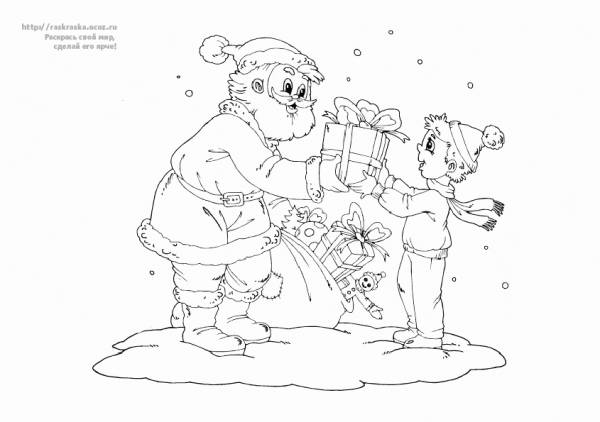 http://raskraska.ucoz.ru
Раскрась свой мир,
сделай его ярче!